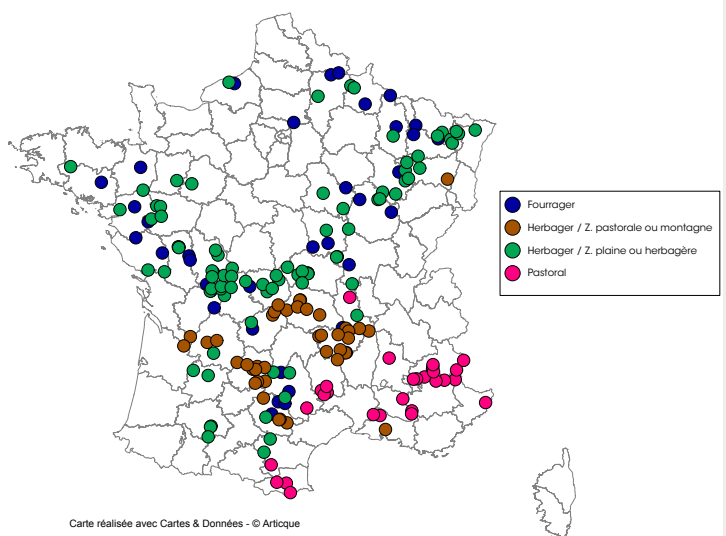 Fourrager
Herbager / Z. pastorale ou montagne
Herbager / Z. plaine ou herbagère
Pastoral
Carte réalisée avec Cartes & Données - © Articque